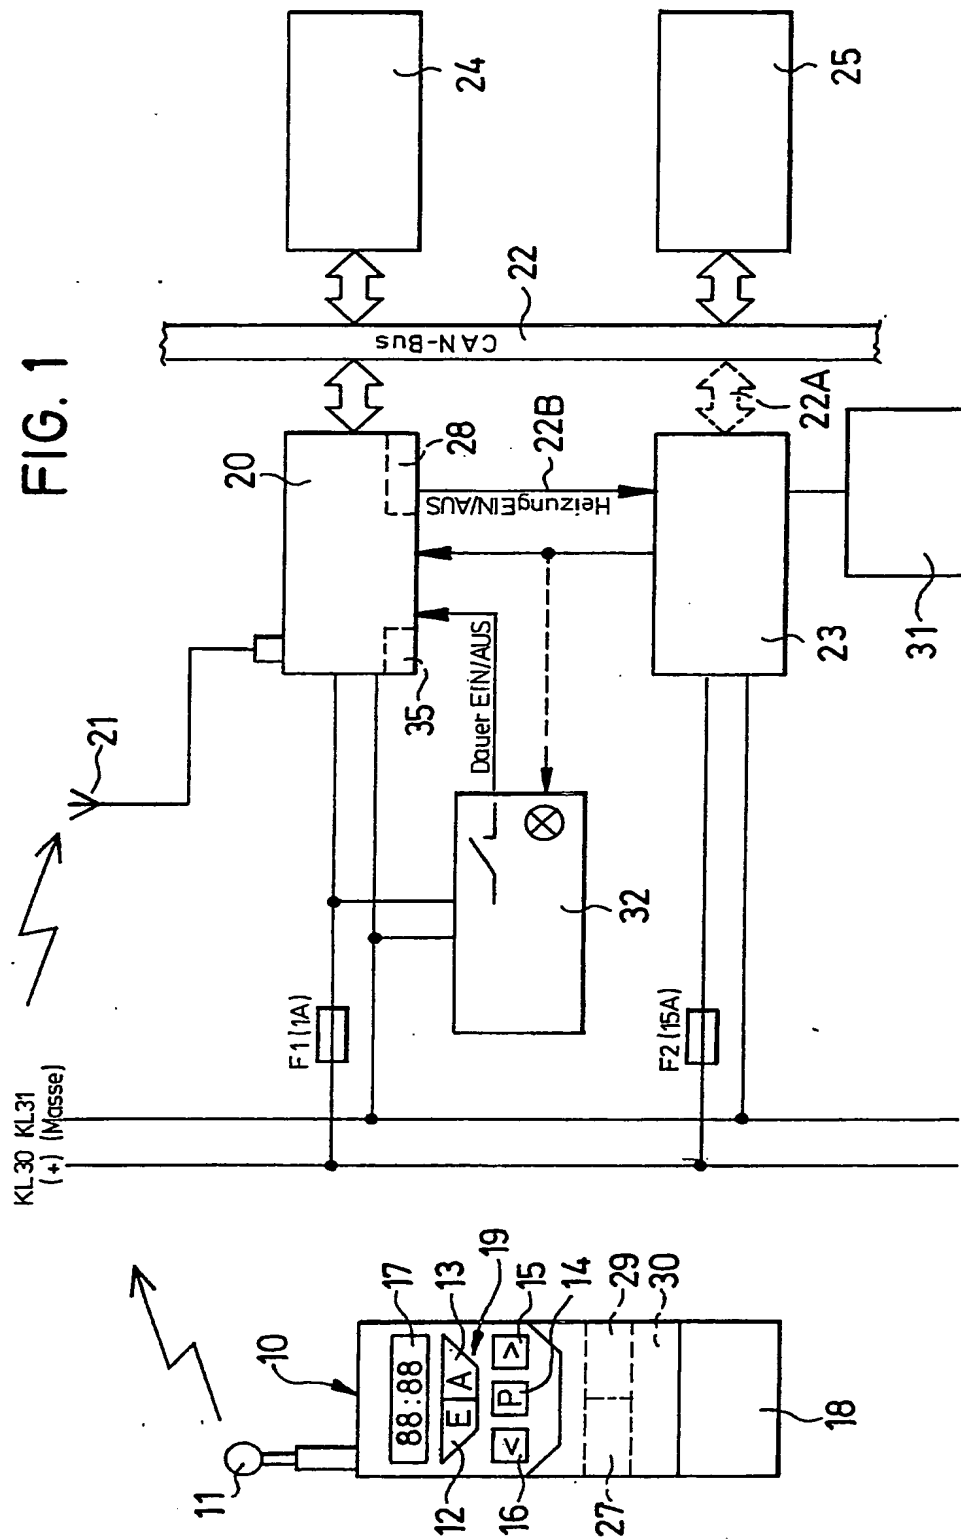 FIG. 1
24
25
CAN-Bus
22
20
28
22B
HeizungEIN/AUS
22A
35
Dauer EIN/AUS
23
31
21
32
F1 (1A)
F2 (15A)
KL30 KL31
(+) (Masse)
10
11
17
88:88
13
E A
19
12
15
< P >
14
16
29
30
27
18